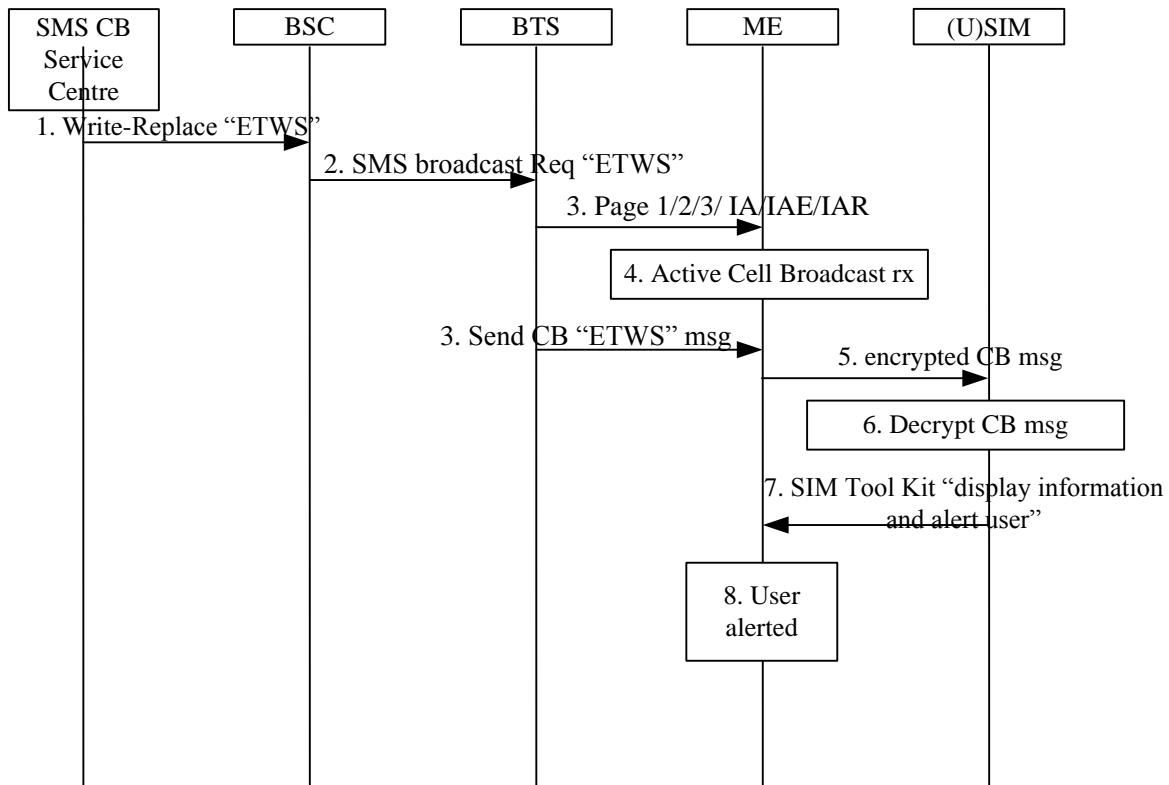 SMS CB
Service
Centre
BSC
BTS
ME
(U)SIM
1. Write-Replace “ETWS”
2. SMS broadcast Req “ETWS”
3. Page 1/2/3/ IA/IAE/IAR
4. Active Cell Broadcast rx
3. Send CB “ETWS” msg
5. encrypted CB msg
6. Decrypt CB msg
7. SIM Tool Kit “display information
and alert user”
8. User
alerted